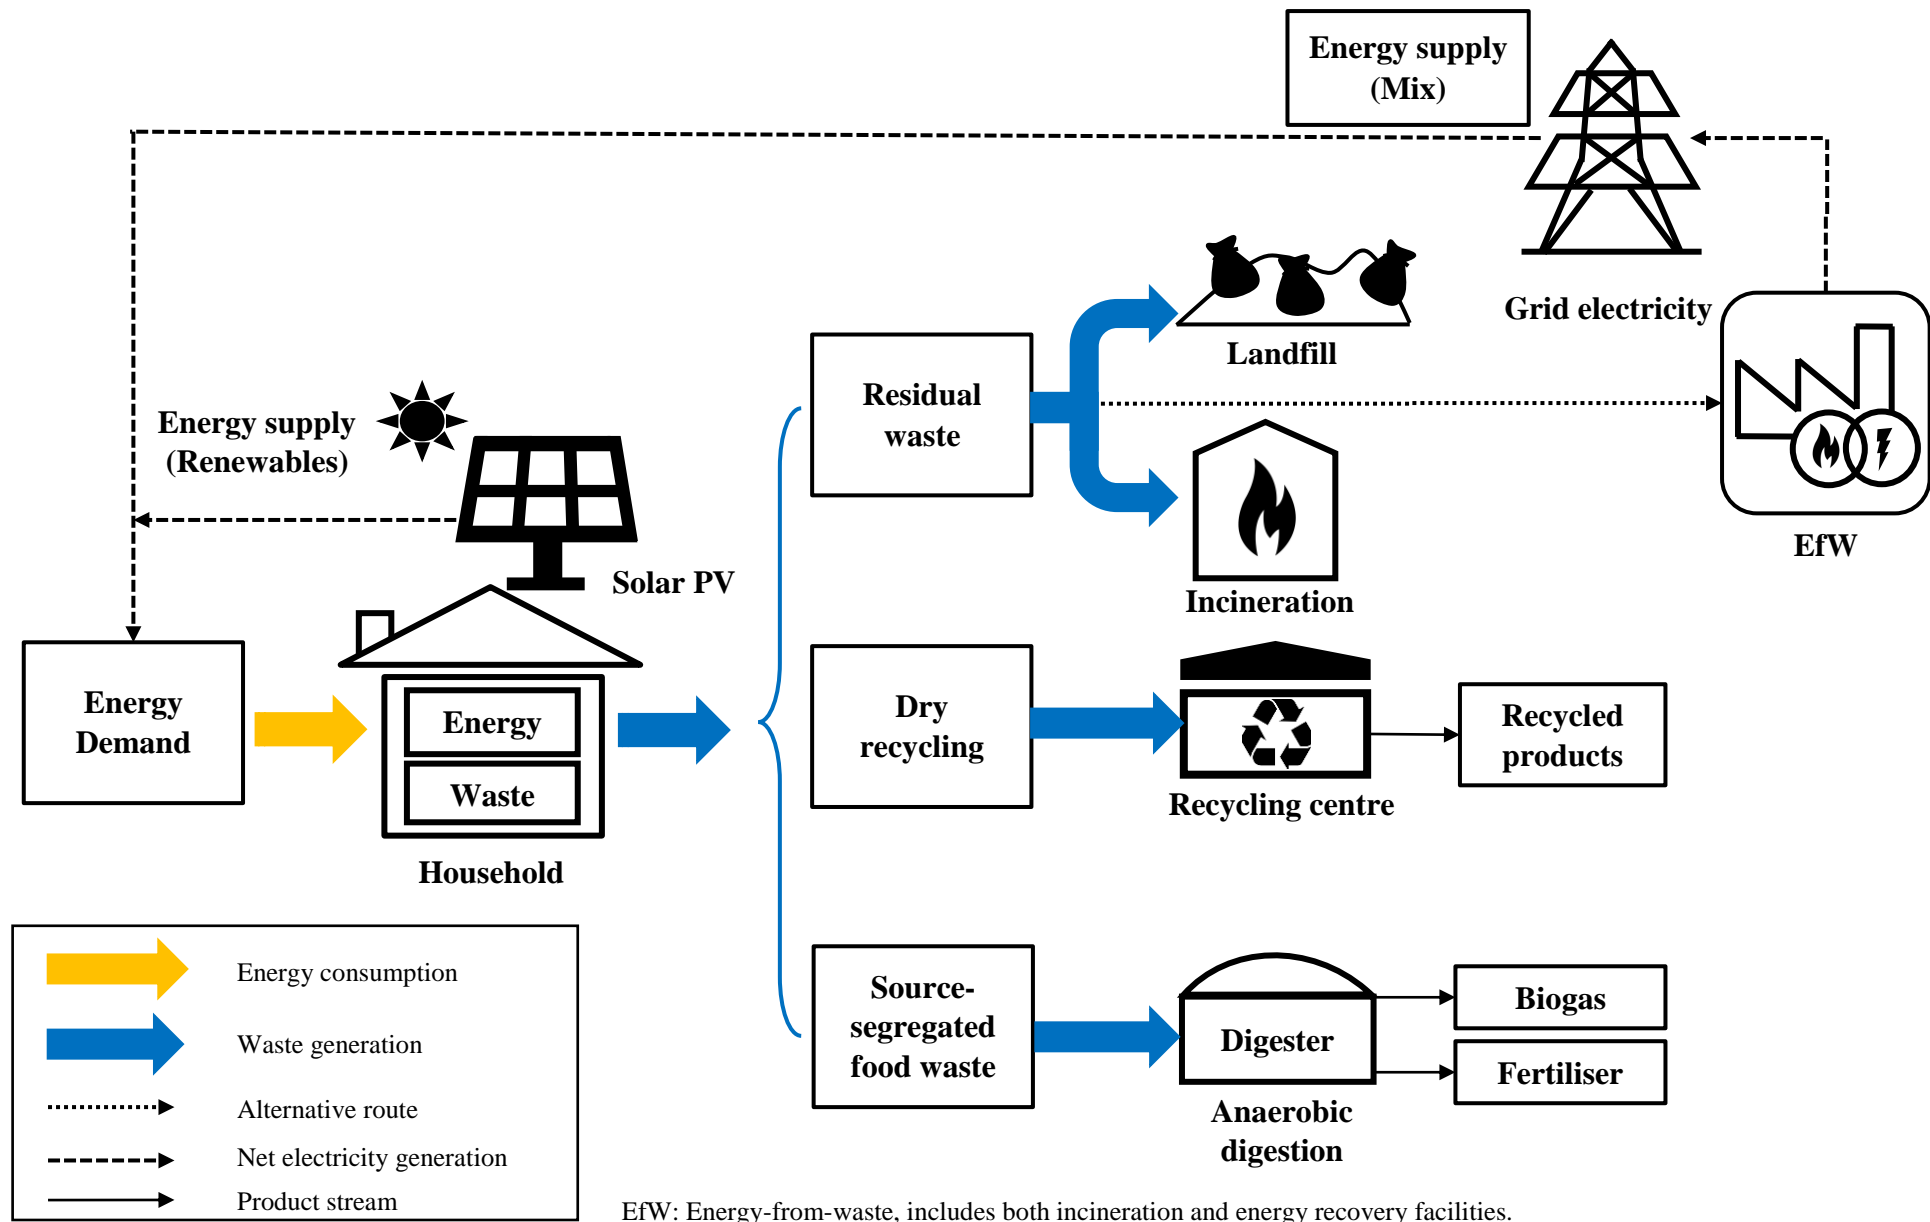 Energy supply
(Mix)
Grid electricity
Landfill
Residual
waste
Energy supply
(Renewables)
Solar PV
EfW
Incineration
Energy
Demand
Energy
Waste
Household
Dry
recycling
Recycling centre
Recycled
products
Source-
segregated
food waste
Digester
Anaerobic
digestion
Biogas
Fertiliser
Energy consumption
Waste generation
Alternative route
Net electricity generation
Product stream
EfW: Energy-from-waste, includes both incineration and energy recovery facilities.